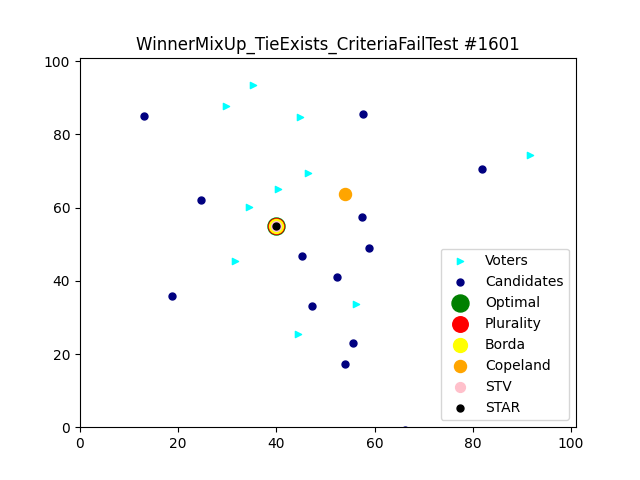 WinnerMixUp_TieExists_CriteriaFailTest #1601
100
80
60
40
20
0
0 20 40 60 80 100
Voters
Candidates
Optimal
Plurality
Borda
Copeland
STV
STAR